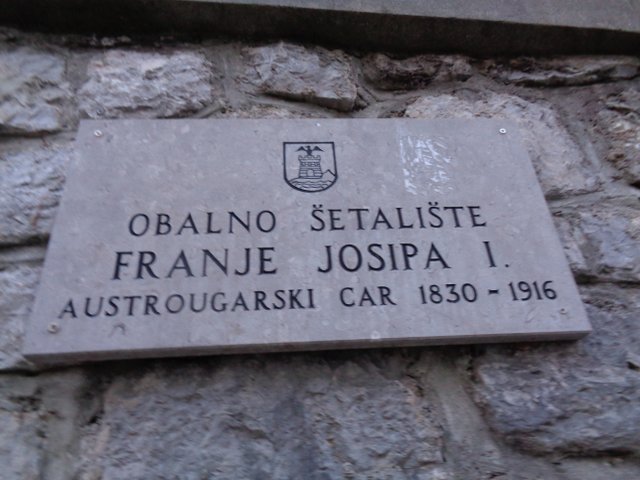 OBALNO ŠETALIŠTE
FRANJE JOSIPA I.
AUSTROUGARSKI CAR 1830 - 1916